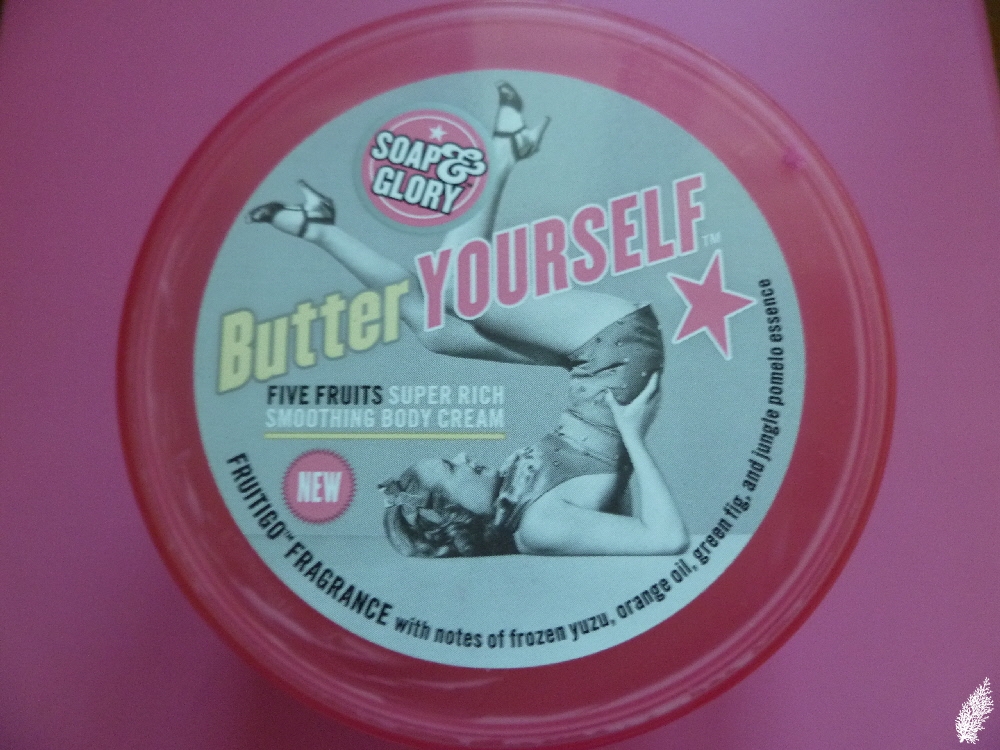 SOAP &
GLORY™
Butter YOURSELF™
FIVE FRUITS SUPER RICH
SMOOTHING BODY CREAM
NEW
FRUITIGO™ FRAGRANCE with notes of frozen yuzu, orange oil, green fig, and jungle pomelo essence